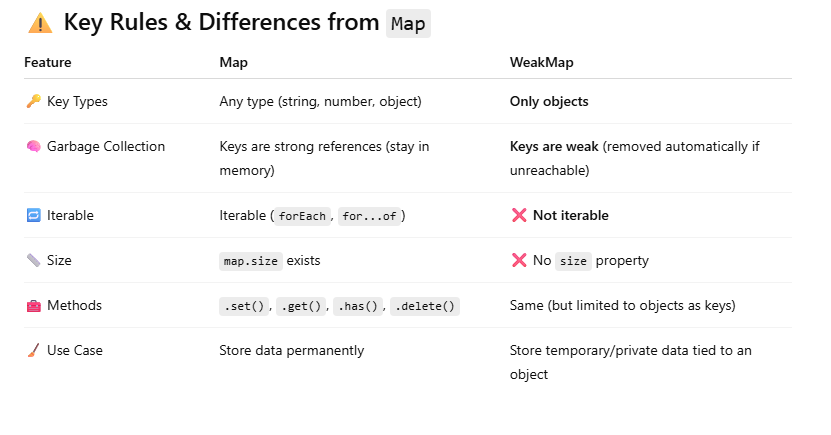 ⚠️ Key Rules & Differences from Map
Feature Map WeakMap
🔑 Key Types Any type (string, number, object) Only objects
🧠 Garbage Collection Keys are strong references (stay in memory) Keys are weak (removed automatically if unreachable)
🔁 Iterable Iterable (forEach, for...of) ❌ Not iterable
📏 Size map.size exists ❌ No size property
🧰 Methods .set(), .get(), .has(), .delete() Same (but limited to objects as keys)
🧹 Use Case Store data permanently Store temporary/private data tied to an object